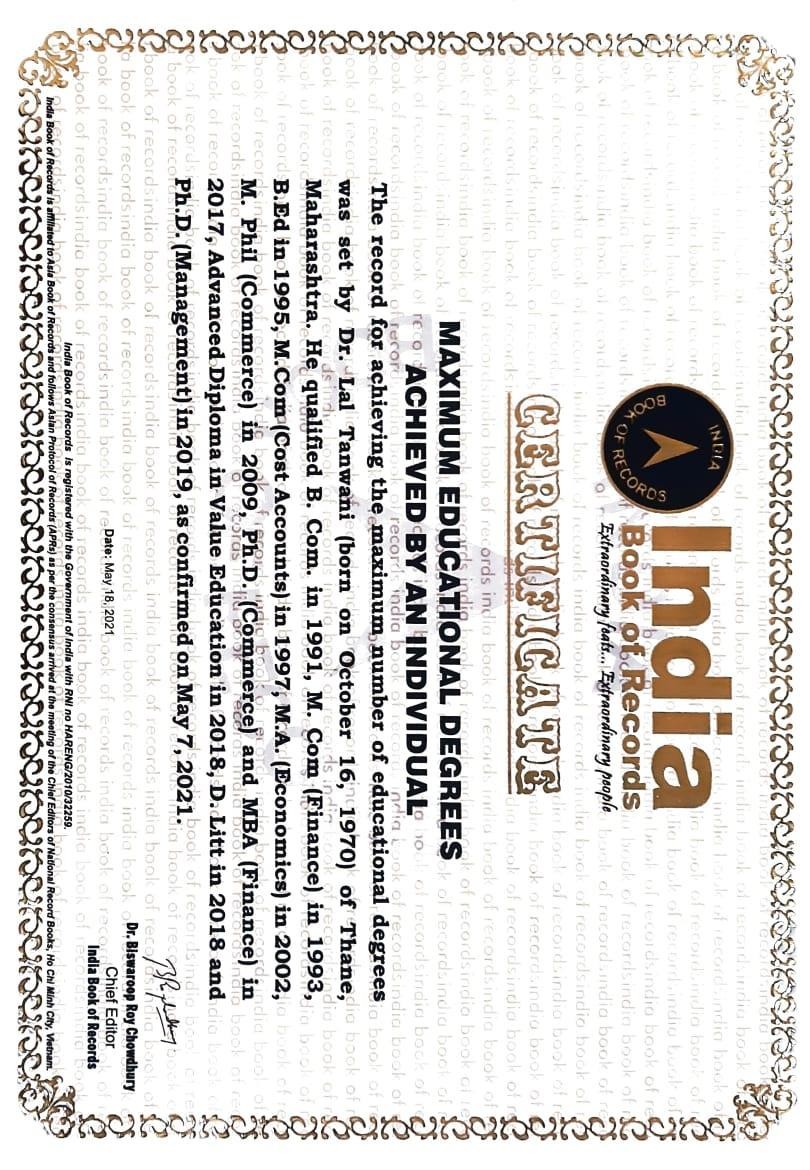 INDIA
BOOK OF RECORDS
India
Book of Records
Extraordinary feats... Extraordinary people
CERTIFICATE
MAXIMUM EDUCATIONAL DEGREES
ACHIEVED BY AN INDIVIDUAL
The record for achieving the maximum number of educational degrees
was set by Dr. Lal Tanwani (born on October 16, 1970) of Thane,
Maharashtra. He qualified B. Com. in 1991, M. Com (Finance) in 1993,
B.Ed in 1995, M.Com (Cost Accounts) in 1997, M.A. (Economics) in 2002,
M. Phil (Commerce) in 2009, Ph.D. (Commerce) and MBA (Finance) in
2017, Advanced Diploma in Value Education in 2018, D. Litt in 2018 and
Ph.D. (Management) in 2019, as confirmed on May 7, 2021.
Dr. Biswaroop Roy Chowdhury
Date: May 18, 2021
Chief Editor
India Book of Records
India Book of Records is registered with the Government of India with RNI no HARENG/2010/32259.
India Book of Records is affiliated to Asia Book of Records and follows Asian Protocol of Records (APRs) as per the consensus arrived at the meeting of the Chief Editors of National Record Books, Ho Chi Minh City, Vietnam.